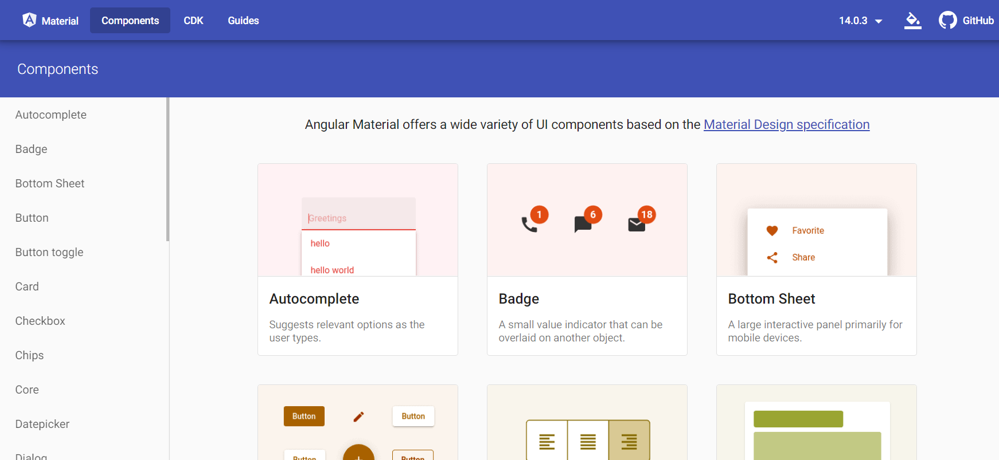 Material
Components
CDK
Guides
14.0.3
GitHub
Components
Autocomplete
Badge
Bottom Sheet
Button
Button toggle
Card
Checkbox
Chips
Core
Datepicker
Dialog
Angular Material offers a wide variety of UI components based on the Material Design specification
Greetings
hello
hello world
Autocomplete
Suggests relevant options as the
user types.
1
6
18
Badge
A small value indicator that can be
overlaid on another object.
Favorite
Share
Bottom Sheet
A large interactive panel primarily for
mobile devices.
Button
Button
Button
Button